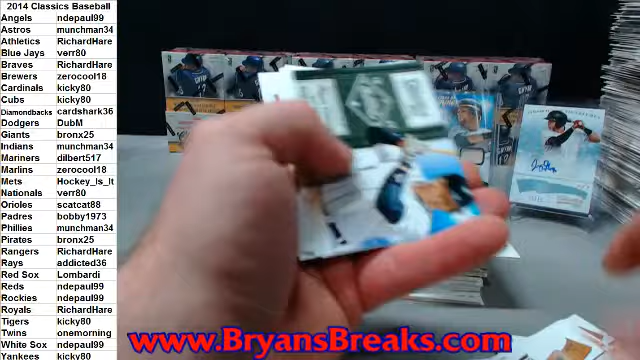 2014 Classics Baseball
Angels ndepaul99
Astros munchman34
Athletics RichardHare
Blue Jays verr80
Braves RichardHare
Brewers zerocool18
Cardinals kicky80
Cubs kicky80
Diamondbacks cardshark36
Dodgers DubM
Giants bronx25
Indians munchman34
Mariners dilbert517
Marlins zerocool18
Mets Hockey_Is_It
Nationals verr80
Orioles scatcat88
Padres bobby1973
Phillies munchman34
Pirates bronx25
Rangers RichardHare
Rays addicted36
Red Sox Lombardi
Reds ndepaul99
Rockies ndepaul99
Royals RichardHare
Tigers kicky80
Twins onemorning
White Sox ndepaul99
Yankees kicky80
www.BryansBreaks.com